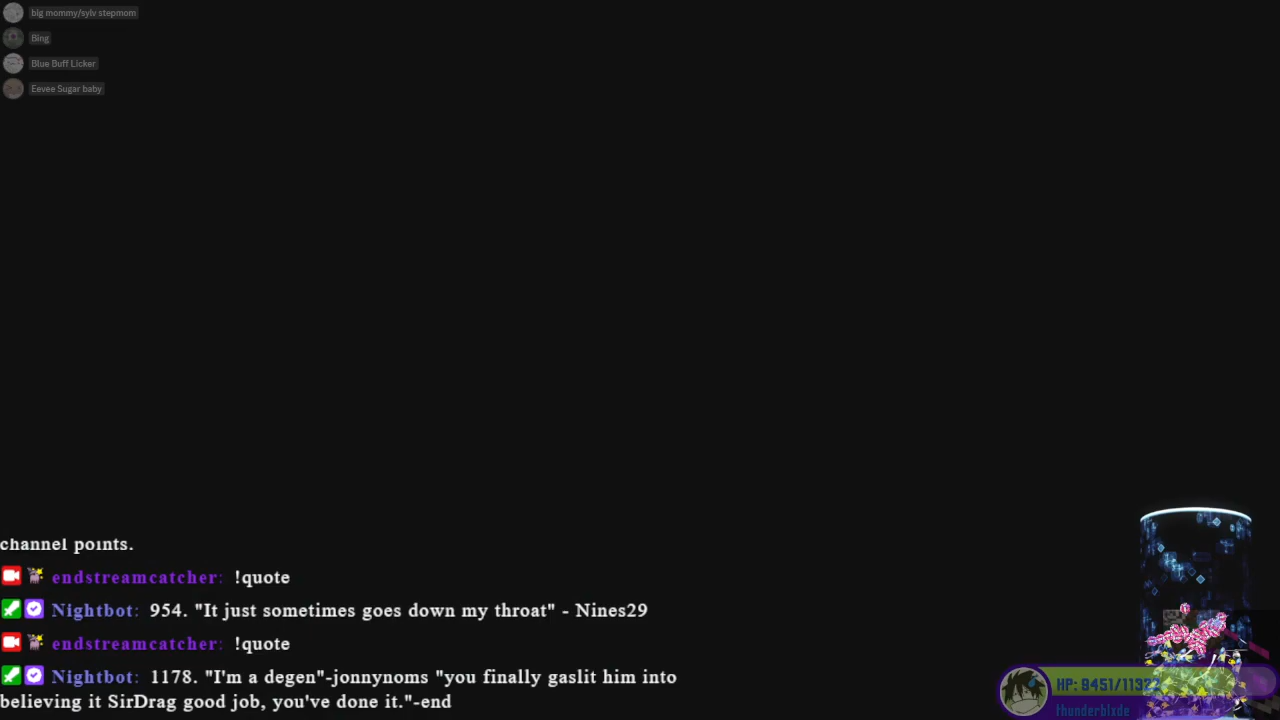 big mommy/sylv stepmom
Bing
Blue Buff Licker
Eevee Sugar baby
channel points.
endstreamcatcher: !quote
Nightbot: 954. "It just sometimes goes down my throat" - Nines29
endstreamcatcher: !quote
Nightbot: 1178. "I'm a degen"-jonnynoms "you finally gaslit him into
believing it SirDrag good job, you've done it."-end
HP: 8451/11322
thunderblxde